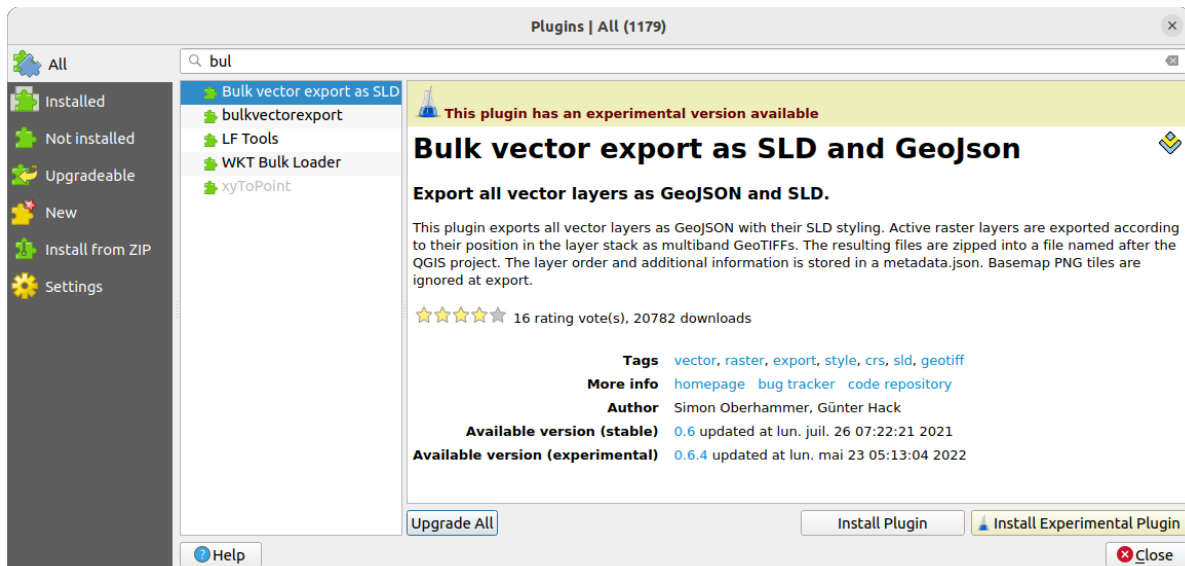 Plugins | All (1179)
All
bul
Installed
Not installed
Upgradeable
New
Install from ZIP
Settings
Bulk vector export as SLD
bulkvectorexport
LF Tools
WKT Bulk Loader
xyToPoint
This plugin has an experimental version available
Bulk vector export as SLD and GeoJson
Export all vector layers as GeoJSON and SLD.
This plugin exports all vector layers as GeoJSON with their SLD styling. Active raster layers are exported according
to their position in the layer stack as multiband GeoTIFFs. The resulting files are zipped into a file named after the
QGIS project. The layer order and additional information is stored in a metadata.json. Basemap PNG tiles are
ignored at export.
16 rating vote(s), 20782 downloads
Tags vector, raster, export, style, crs, sld, geotiff
More info homepage bug tracker code repository
Author Simon Oberhammer, Günter Hack
Available version (stable) 0.6 updated at lun. juil. 26 07:22:21 2021
Available version (experimental) 0.6.4 updated at lun. mai 23 05:13:04 2022
Upgrade All
Install Plugin
Install Experimental Plugin
Help
Close